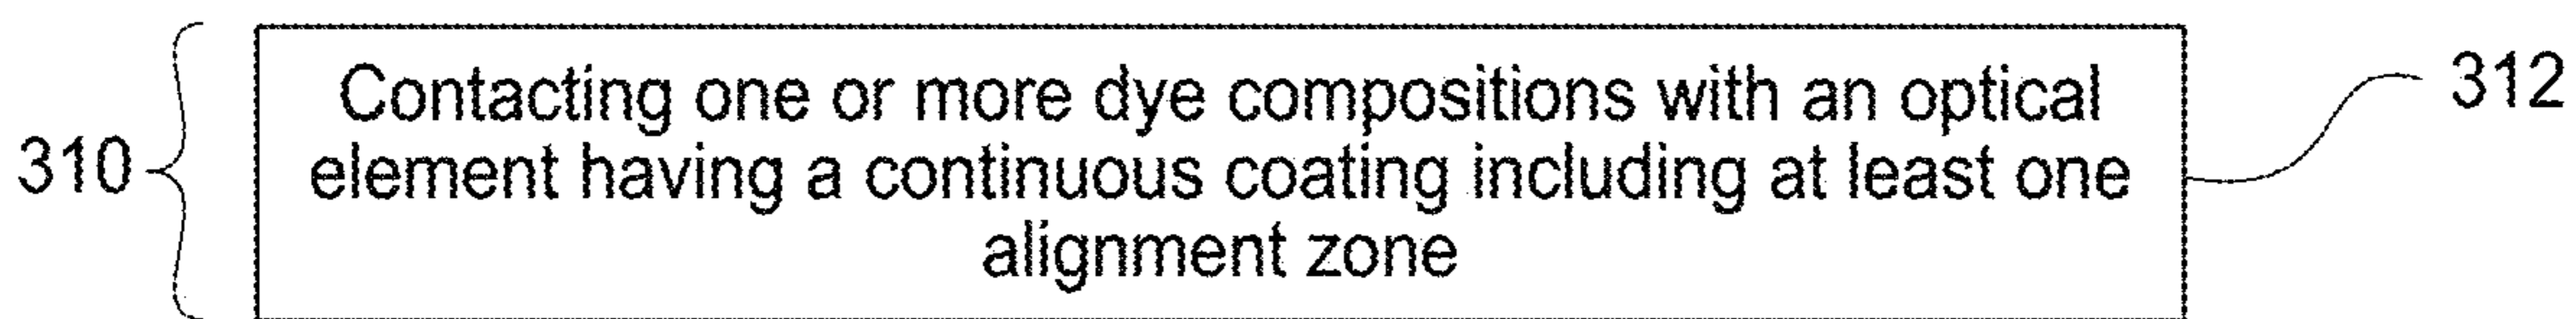 Contacting one or more dye compositions with an optical
312
310
element having a continuous coating including at least one
alignment zone